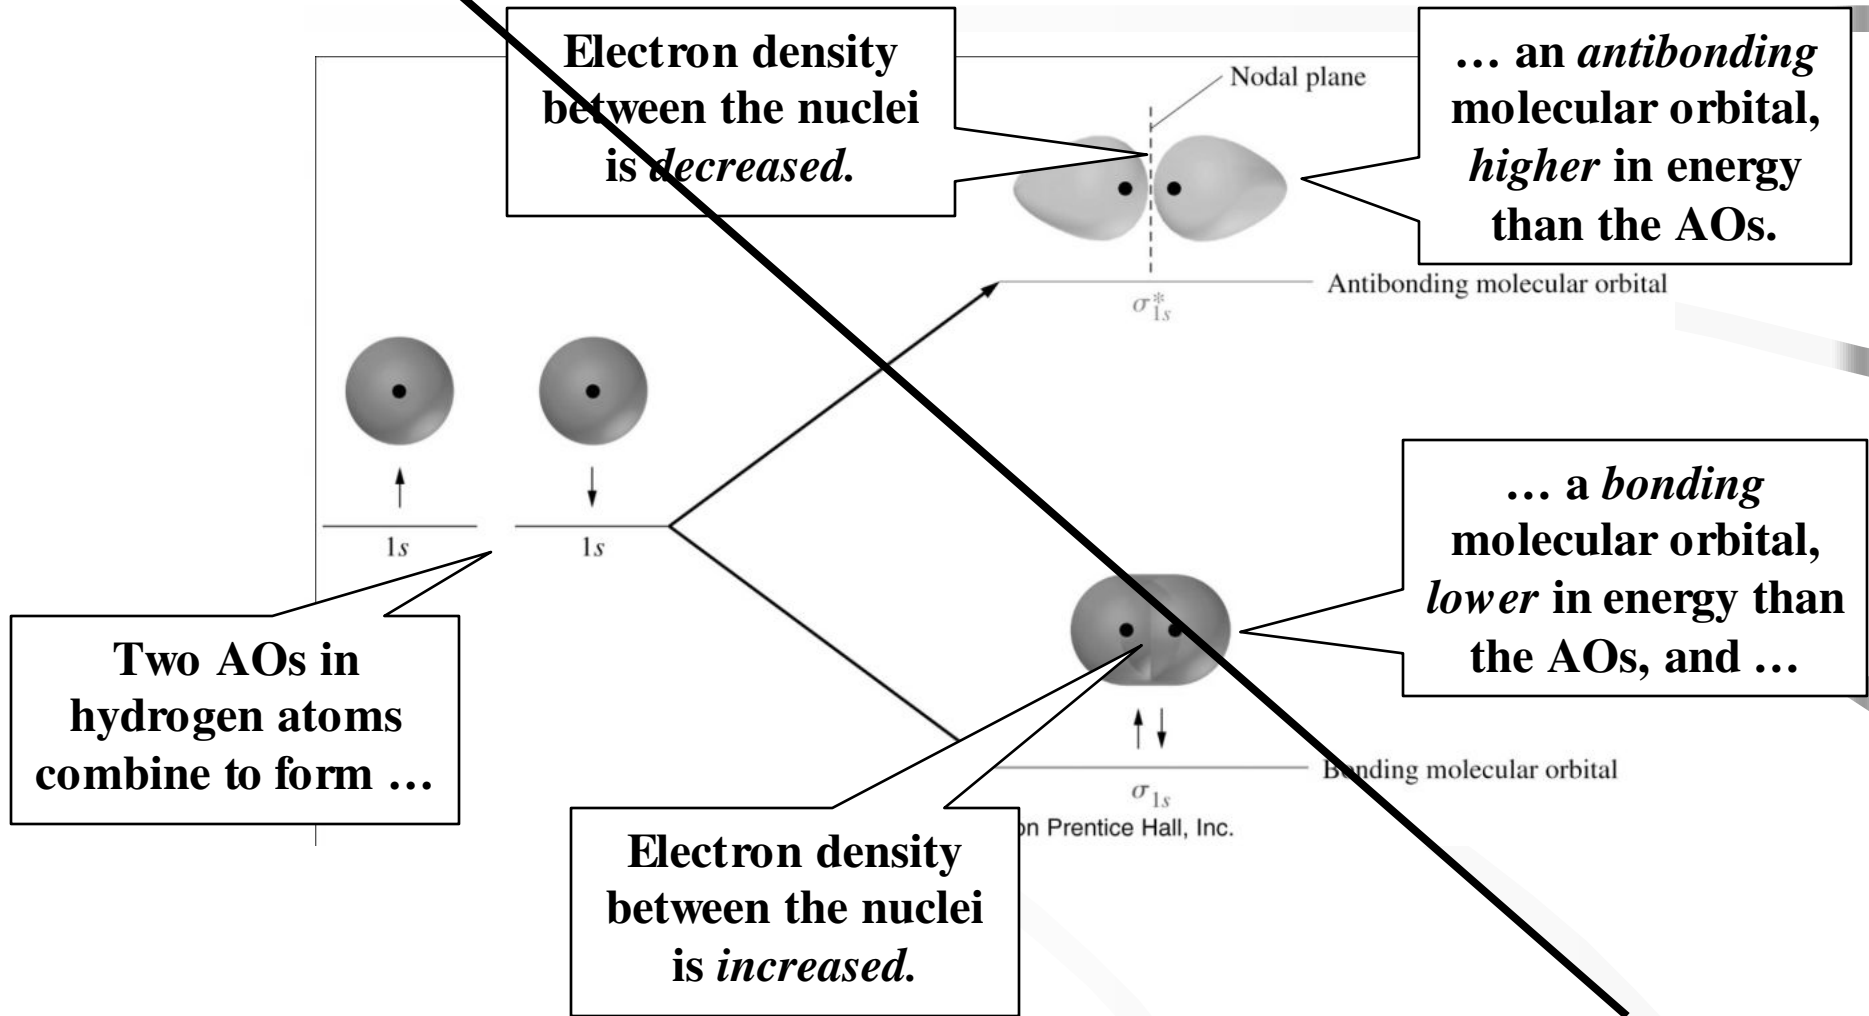 Electron density
between the nuclei
is decreased.
Nodal plane
… an antibonding
molecular orbital,
higher in energy
than the AOs.
Antibonding molecular orbital
σ*1s
1s
1s
Two AOs in
hydrogen atoms
combine to form …
… a bonding
molecular orbital,
lower in energy than
the AOs, and …
Bonding molecular orbital
σ1s
on Prentice Hall, Inc.
Electron density
between the nuclei
is increased.